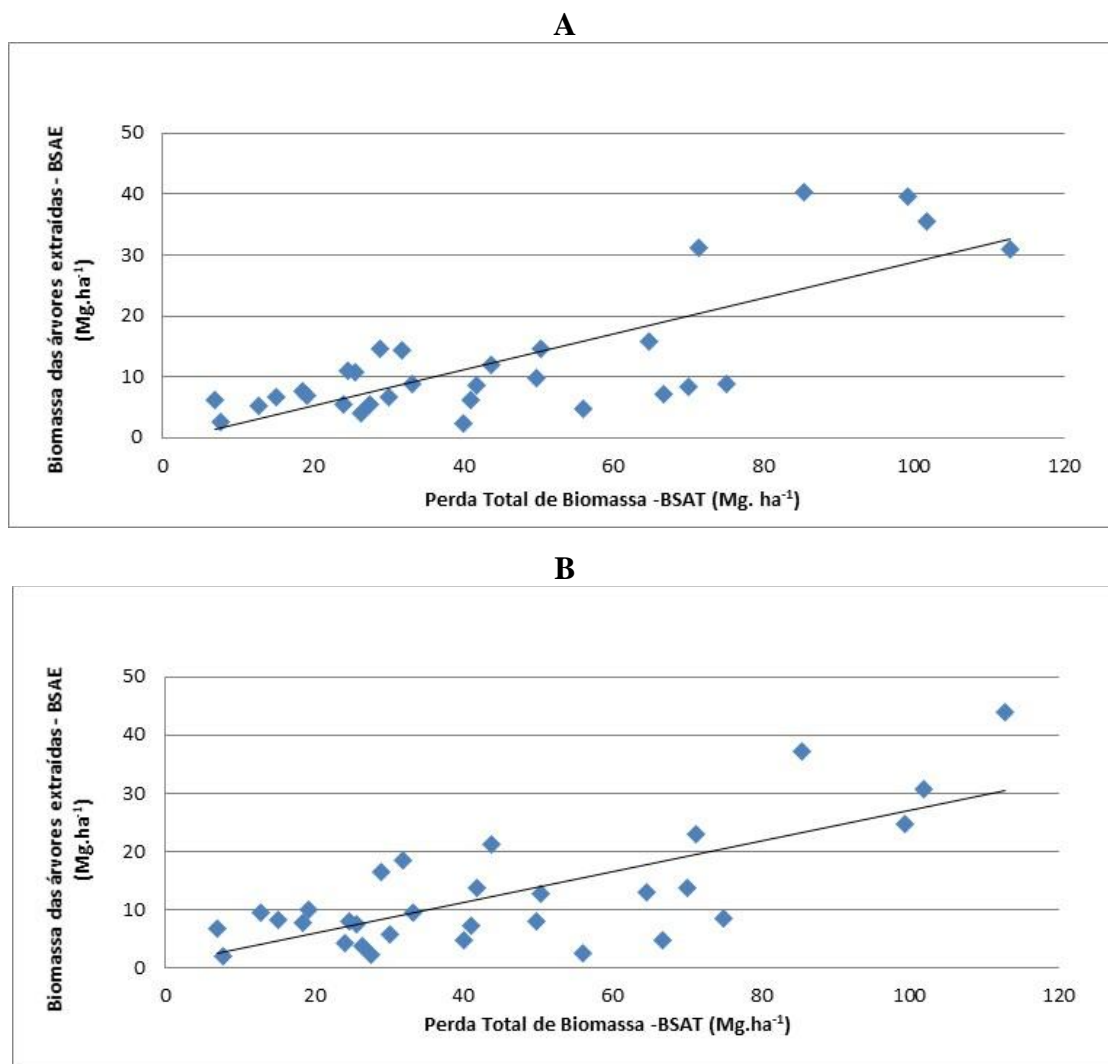 A
Biomassa das árvores extraídas - BSAE
(Mg.ha⁻¹)
50
40
30
20
10
0
0 20 40 60 80 100 120
Perda Total de Biomassa -BSAT (Mg. ha⁻¹)
B
Biomassa das árvores extraídas - BSAE
(Mg.ha⁻¹)
50
40
30
20
10
0
0 20 40 60 80 100 120
Perda Total de Biomassa -BSAT (Mg.ha⁻¹)